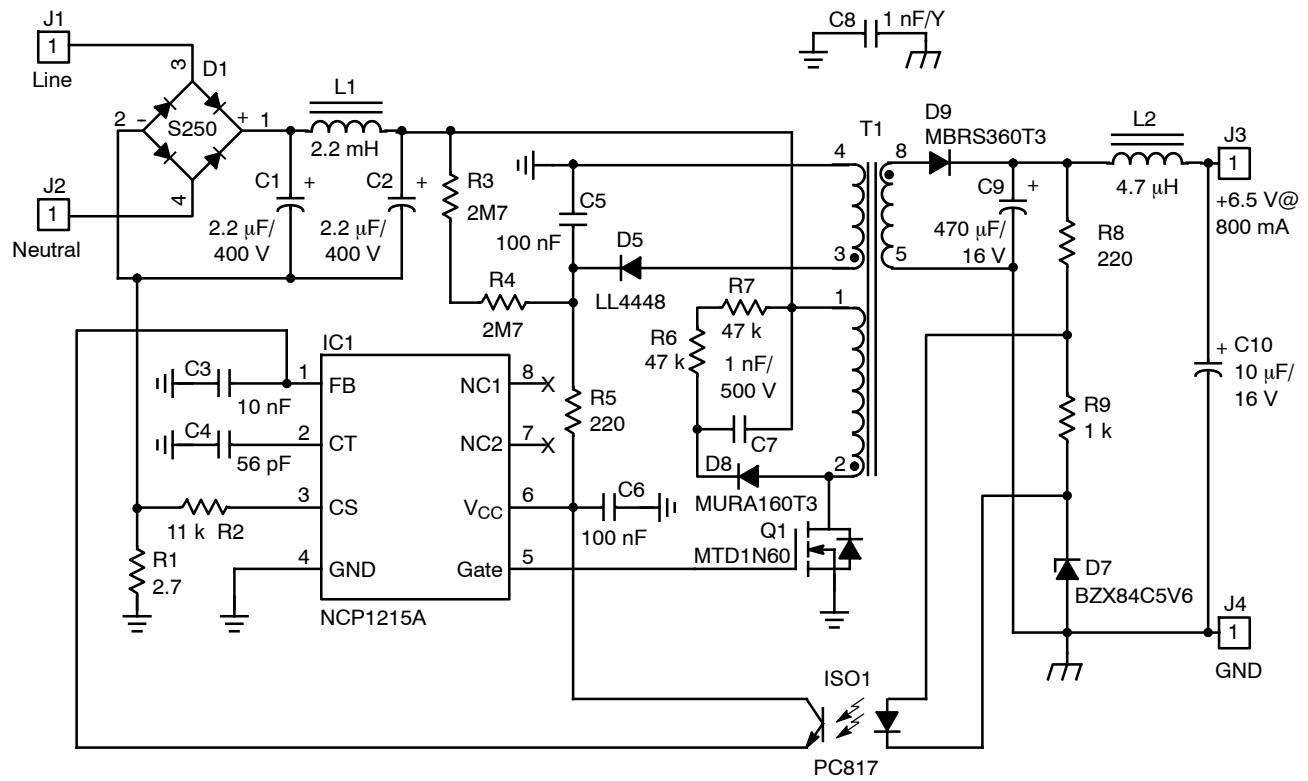 J1
1
Line
3
D1
2
-
S250
+
1
4
J2
1
Neutral
L1
2.2 mH
C1
+
2.2 μF/
400 V
C2
+
2.2 μF/
400 V
R3
2M7
R4
2M7
C5
100 nF
D5
LL4448
C8
1 nF/Y
T1
4
3
8
5
1
2
D9
MBRS360T3
C9
+
470 μF/
16 V
L2
4.7 μH
J3
1
+6.5 V@
800 mA
R8
220
R7
47 k
R6
47 k
1 nF/
500 V
C7
D8
MURA160T3
Q1
MTD1N60
R5
220
C6
100 nF
IC1
C3
10 nF
1
FB
C4
56 pF
2
CT
3
CS
11 k
R2
4
GND
NC1
8
X
NC2
7
X
VCC
6
Gate
5
NCP1215A
R1
2.7
R9
1 k
+
C10
10 μF/
16 V
D7
BZX84C5V6
J4
1
GND
ISO1
PC817